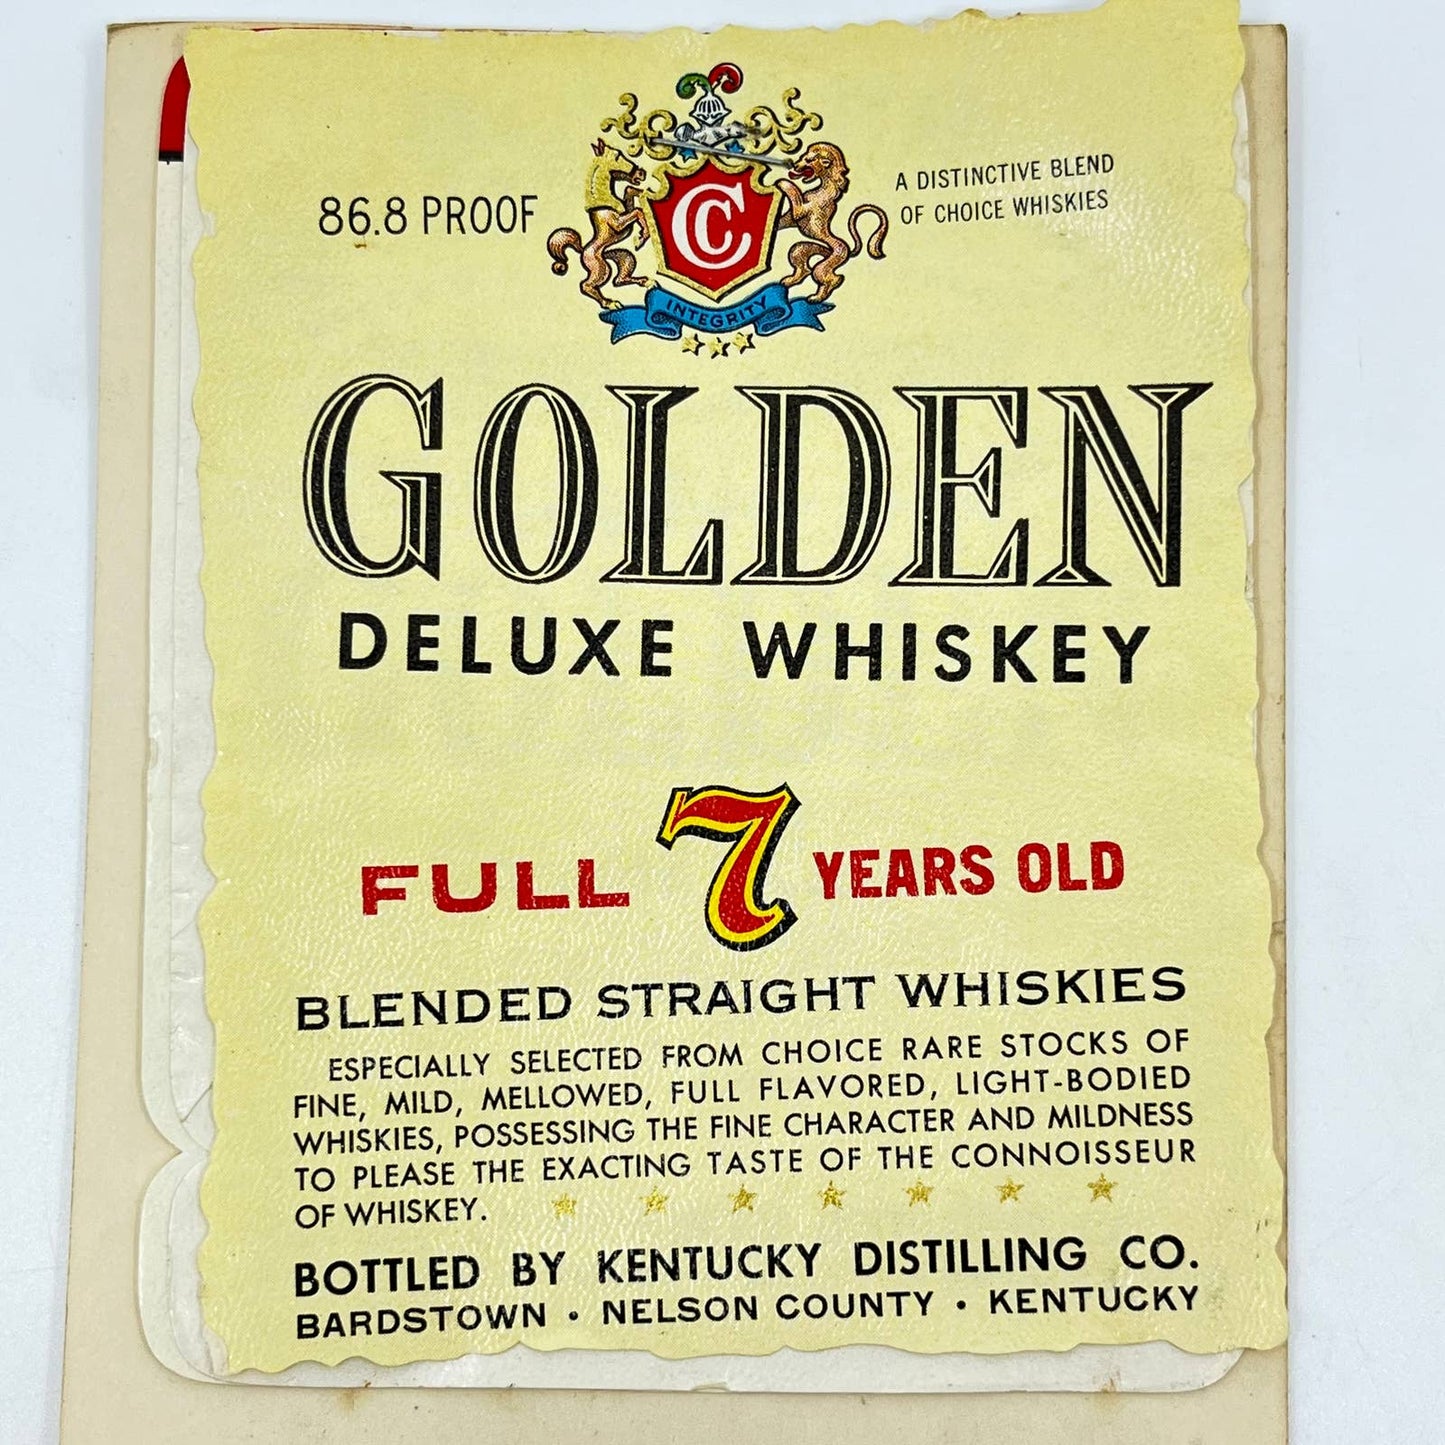 86.8 PROOF
CC
INTEGRITY
A DISTINCTIVE BLEND
OF CHOICE WHISKIES
GOLDEN
DELUXE WHISKEY
FULL 7 YEARS OLD
BLENDED STRAIGHT WHISKIES
ESPECIALLY SELECTED FROM CHOICE RARE STOCKS OF
FINE, MILD, MELLOWED, FULL FLAVORED, LIGHT-BODIED
WHISKIES, POSSESSING THE FINE CHARACTER AND MILDNESS
TO PLEASE THE EXACTING TASTE OF THE CONNOISSEUR
OF WHISKEY.
BOTTLED BY KENTUCKY DISTILLING CO.
BARDSTOWN • NELSON COUNTY • KENTUCKY